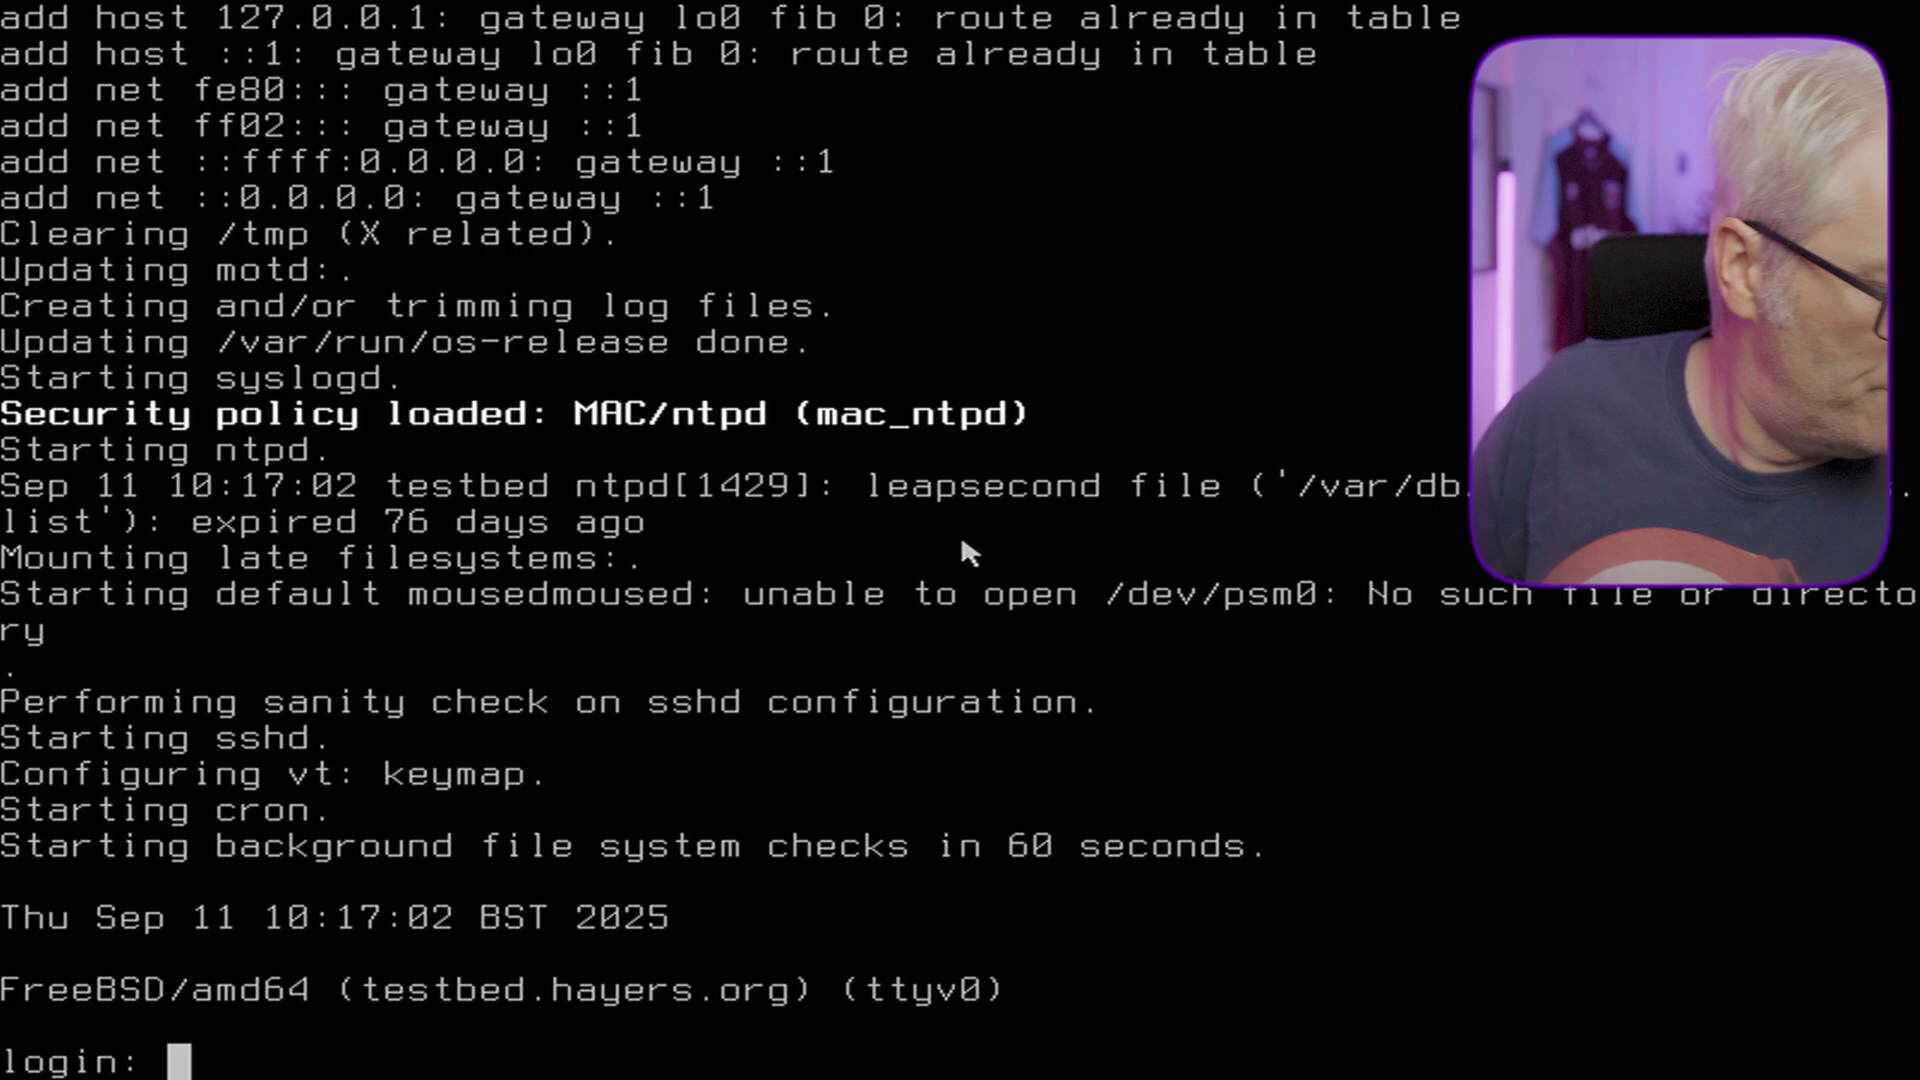 add host 127.0.0.1: gateway lo0 fib 0: route already in table
add host ::1: gateway lo0 fib 0: route already in table
add net fe80::: gateway ::1
add net ff02::: gateway ::1
add net ::ffff:0.0.0.0: gateway ::1
add net ::0.0.0.0: gateway ::1
Clearing /tmp (X related).
Updating motd:.
Creating and/or trimming log files.
Updating /var/run/os-release done.
Starting syslogd.
Security policy loaded: MAC/ntpd (mac_ntpd)
Starting ntpd.
Sep 11 10:17:02 testbed ntpd[1429]: leapsecond file ('/var/db
list'): expired 76 days ago
Mounting late filesystems:.
Starting default mousedmoused: unable to open /dev/psm0: No such file or directo
ry
.
Performing sanity check on sshd configuration.
Starting sshd.
Configuring vt: keymap.
Starting cron.
Starting background file system checks in 60 seconds.
Thu Sep 11 10:17:02 BST 2025
FreeBSD/amd64 (testbed.hayers.org) (ttyv0)
login: